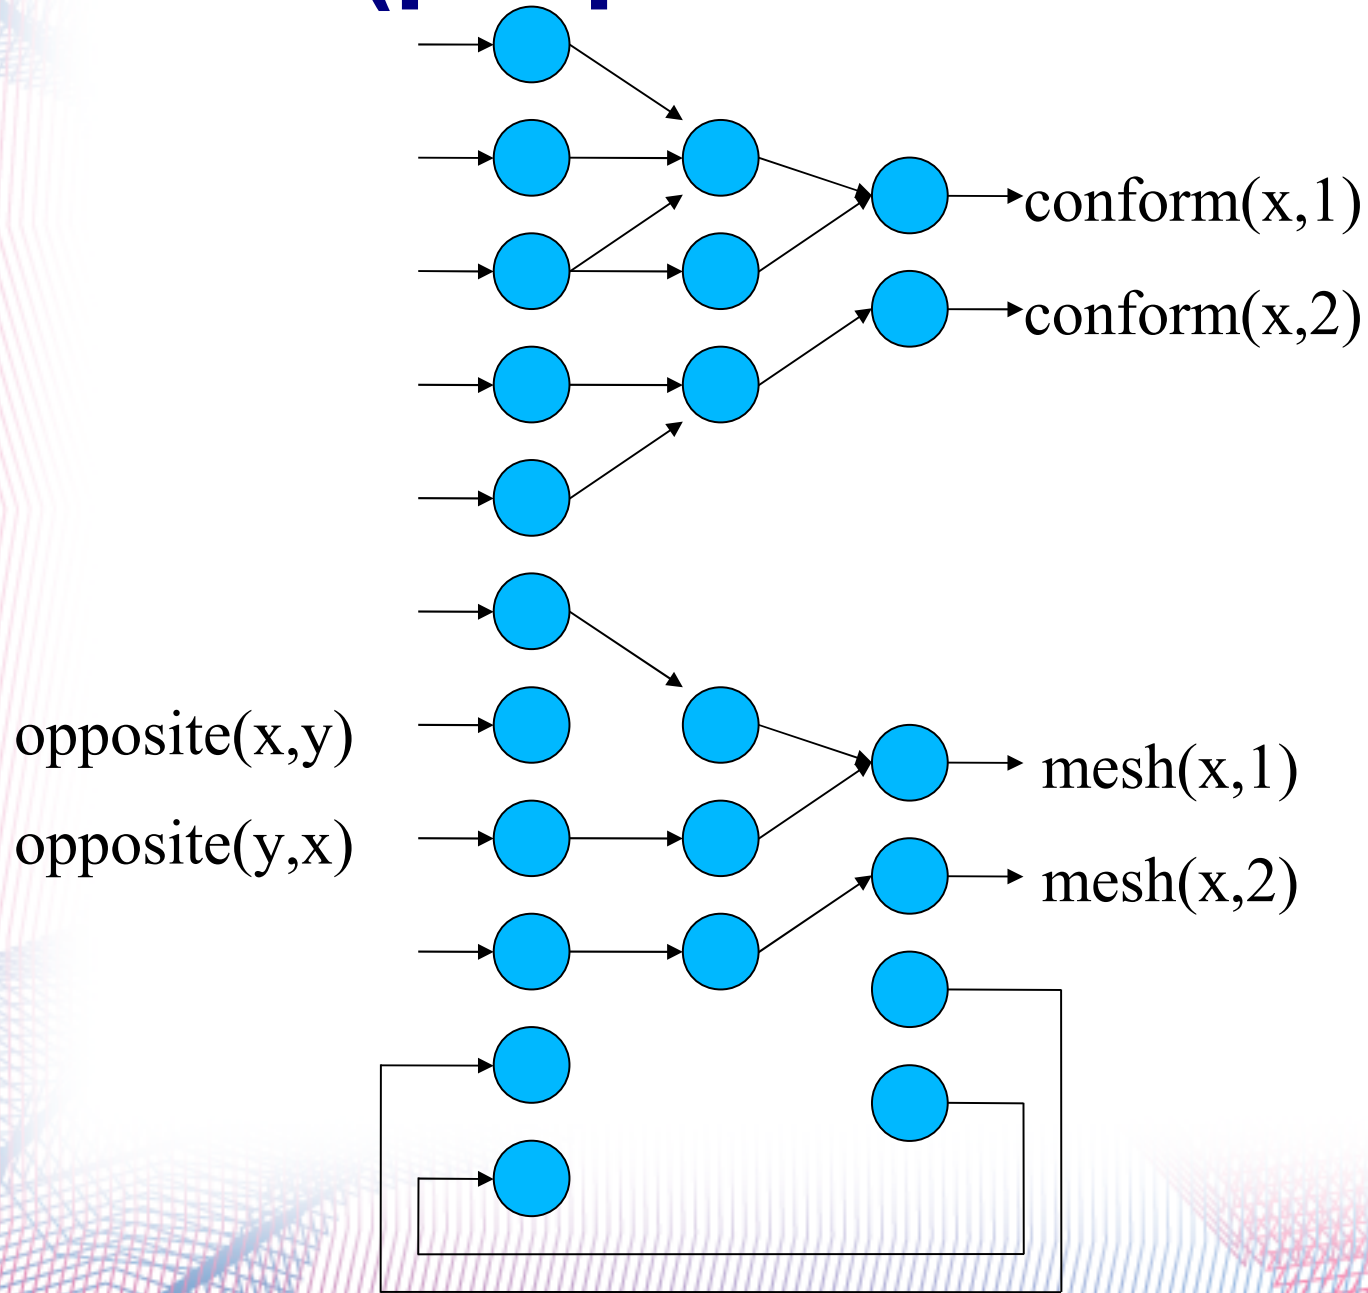 conform(x,1)
conform(x,2)
opposite(x,y)
mesh(x,1)
opposite(y,x)
mesh(x,2)